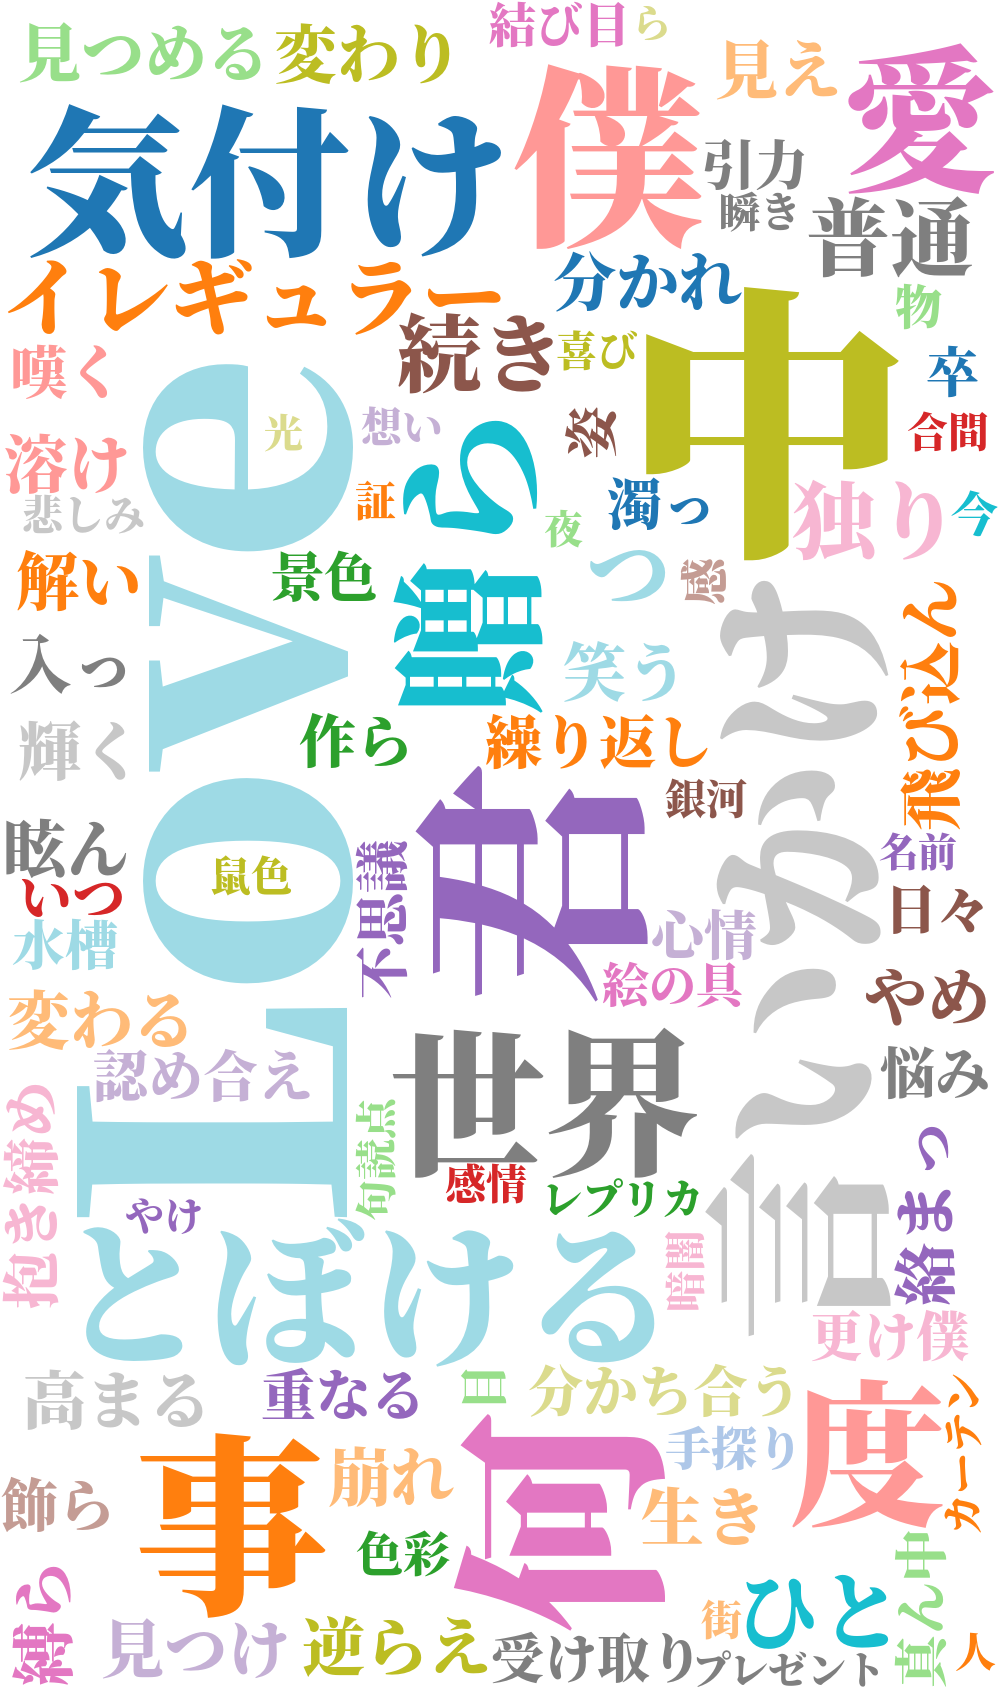 見つめる
変わり
結び目
ら
見え
愛
気付け
僕
引力
瞬き
普通
イレギュラー
分かれ
物
続き
喜び
中
卒
嘆く
光
想い
姿
合間
溶け
Love
贈ら
証
夜
濁っ
独り
今
悲しみ
解い
景色
つ
感
飛び込ん
入っ
笑う
言いわけ
輝く
作ら
繰り返し
銀河
眩ん
鼠色
不思議
君
名前
いつ
日々
水槽
心情
絵の具
やめ
変わる
認め合え
世界
悩み
抱き締め
句読点
感情
レプリカ
絡まっ
やけ
とぼける
暗闇
更け僕
高まる
重なる
目
分かち合う
度
カーテン
手探り
事
崩れ
何
飾ら
生き
色彩
真ん中
縛ら
見つけ
逆らえ
受け取り
街
ひと
プレゼント
人